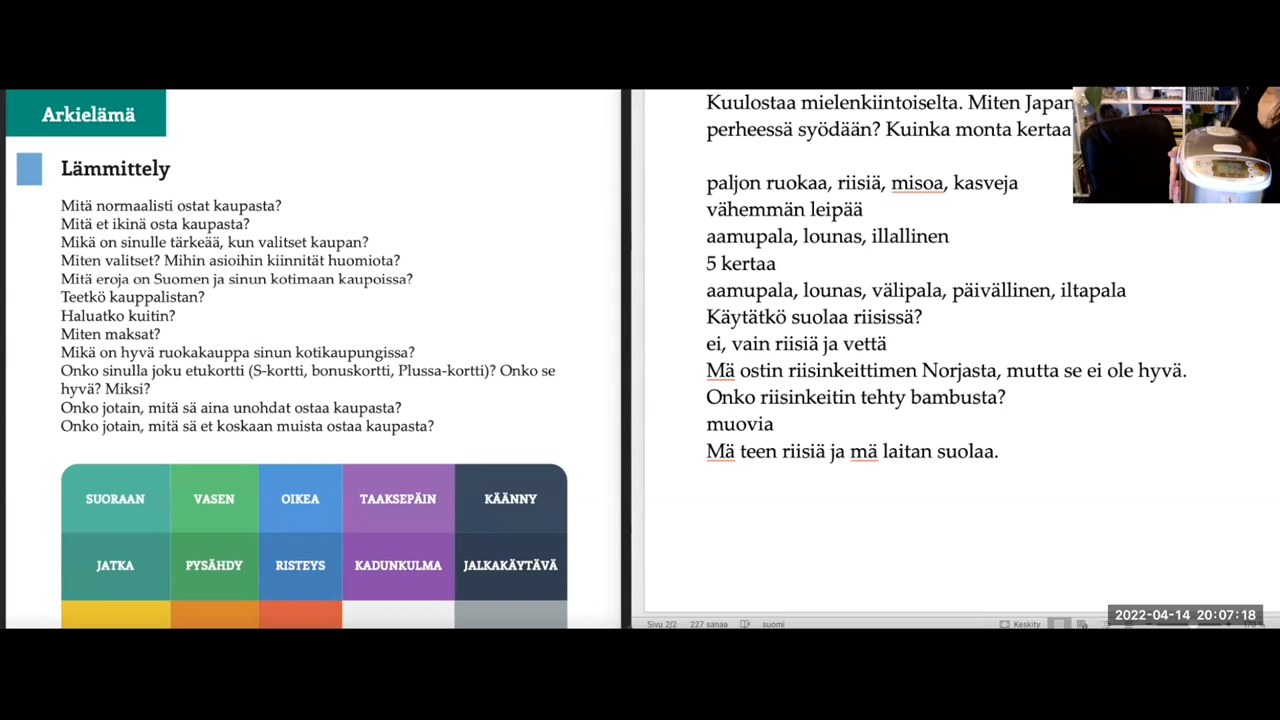 Arkielämä
Lämmittely
Mitä normaalisti ostat kaupasta?
Mitä et ikinä osta kaupasta?
Mikä on sinulle tärkeää, kun valitset kaupan?
Miten valitset? Mihin asioihin kiinnität huomiota?
Mitä eroja on Suomen ja sinun kotimaan kaupoissa?
Teetkö kauppalistan?
Haluatko kuitin?
Miten maksat?
Mikä on hyvä ruokakauppa sinun kotikaupungissa?
Onko sinulla joku etukortti (S-kortti, bonuskortti, Plussa-kortti)? Onko se
hyvä? Miksi?
Onko jotain, mitä sä aina unohdat ostaa kaupasta?
Onko jotain, mitä sä et koskaan muista ostaa kaupasta?
SUORAAN VASEN OIKEA TAAKSEPÄIN KÄÄNNY
JATKA PYSÄHDY RISTEYS KADUNKULMA JALKAKÄYTÄVÄ
Kuulostaa mielenkiintoiselta. Miten Japan
perheessä syödään? Kuinka monta kertaa
paljon ruokaa, riisiä, misoa, kasveja
vähemmän leipää
aamupala, lounas, illallinen
5 kertaa
aamupala, lounas, välipala, päivällinen, iltapala
Käytätkö suolaa riisissä?
ei, vain riisiä ja vettä
Mä ostin riisinkeittimen Norjasta, mutta se ei ole hyvä.
Onko riisinkeitin tehty bambusta?
muovia
Mä teen riisiä ja mä laitan suolaa.
2022-04-14 20:07:18
Sivu 2/2 227 sanaa suomi Keskity